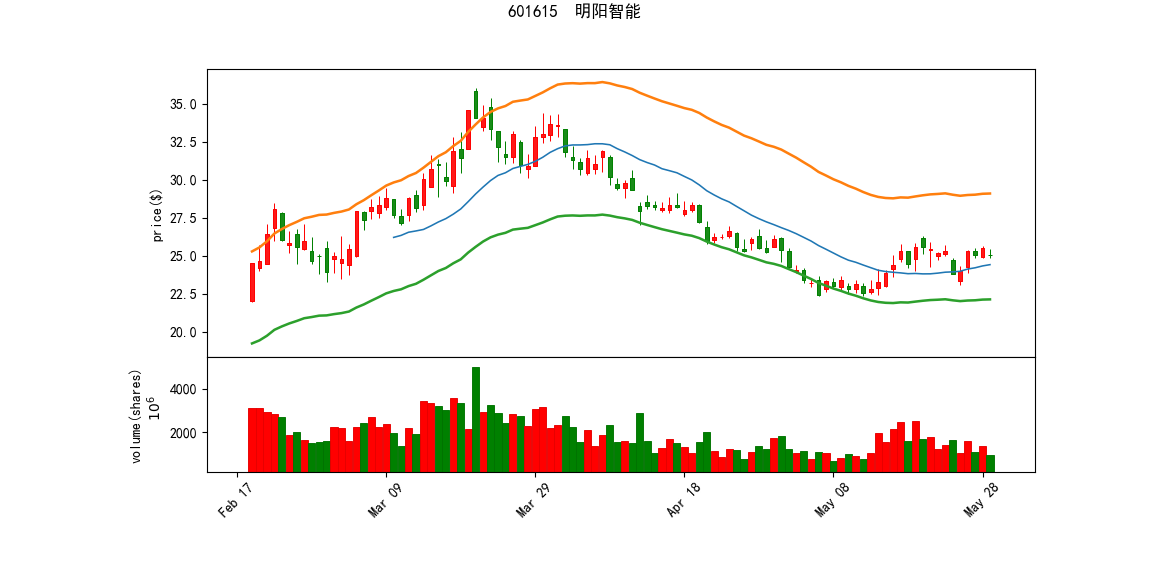 601615 明阳智能
price($)
35.0
32.5
30.0
27.5
25.0
22.5
20.0
volume(shares)
10^6
4000
2000
Feb 17
Mar 09
Mar 29
Apr 18
May 08
May 28